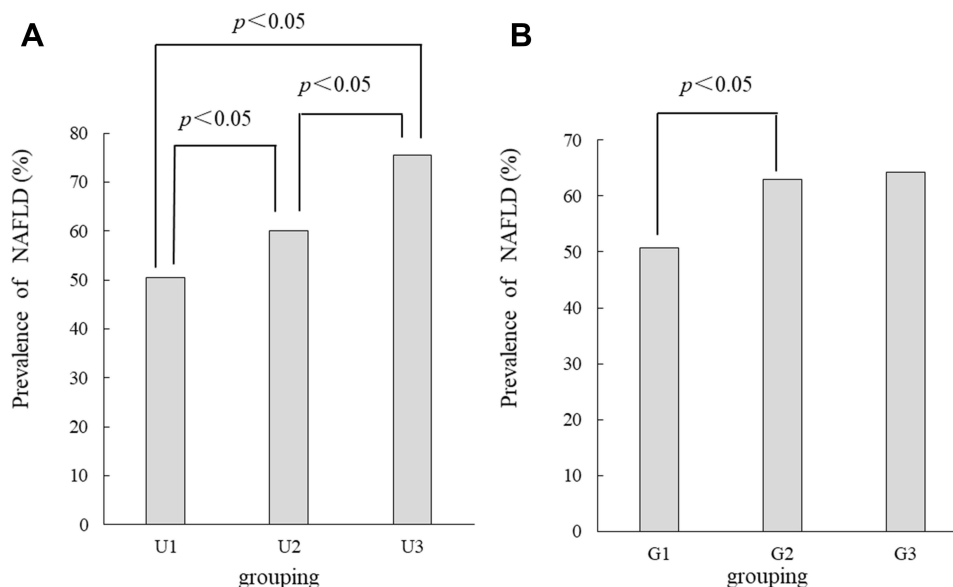 A
p<0.05
p<0.05
p<0.05
Prevalence of NAFLD (%)
80
70
60
50
40
30
20
10
0
U1 U2 U3
grouping
B
p<0.05
Prevalence of NAFLD (%)
70
60
50
40
30
20
10
0
G1 G2 G3
grouping